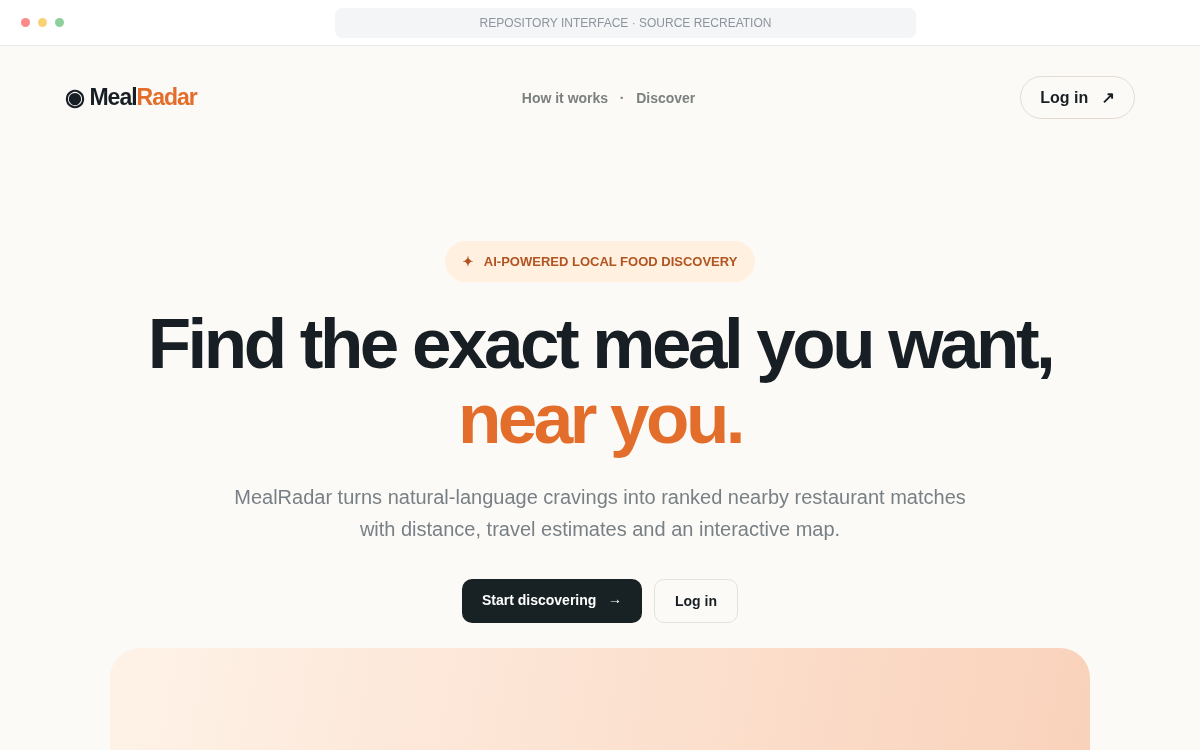 REPOSITORY INTERFACE · SOURCE RECREATION
◉ MealRadar
How it works · Discover
Log in ↗
✦ AI-POWERED LOCAL FOOD DISCOVERY
Find the exact meal you want,
near you.
MealRadar turns natural-language cravings into ranked nearby restaurant matches
with distance, travel estimates and an interactive map.
Start discovering →
Log in